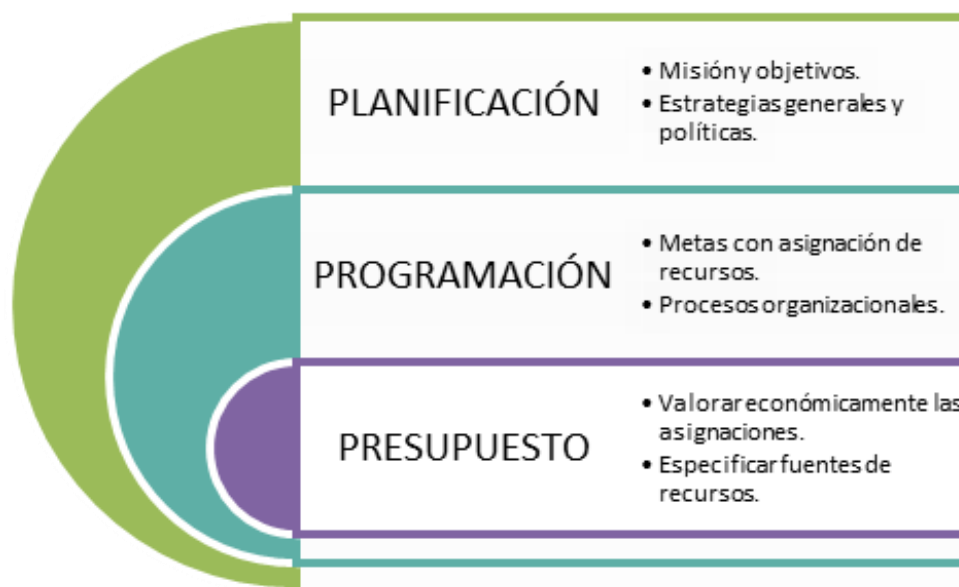 PLANIFICACIÓN
• Misión y objetivos.
• Estrategias generales y
políticas.
PROGRAMACIÓN
• Metas con asignación de
recursos.
• Procesos organizacionales.
PRESUPUESTO
• Valorar económicamente las
asignaciones.
• Especificar fuentes de
recursos.